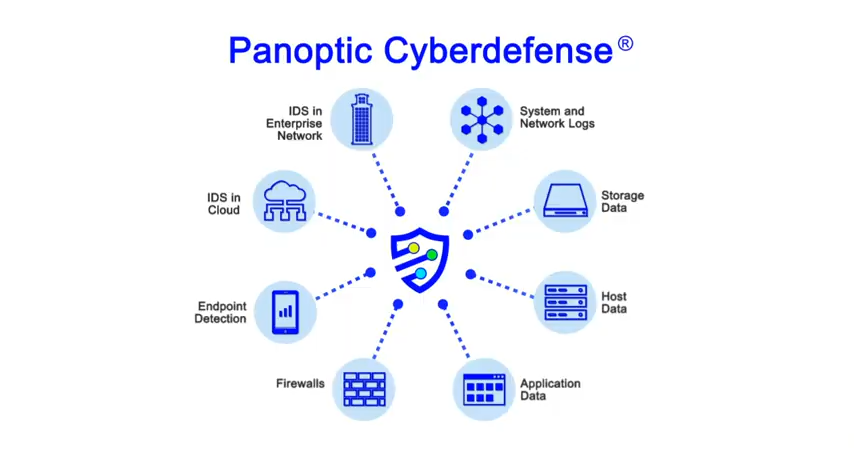 Panoptic Cyberdefense®
IDS in
Enterprise
Network
System and
Network Logs
IDS in
Cloud
Storage
Data
Endpoint
Detection
Host
Data
Firewalls
Application
Data